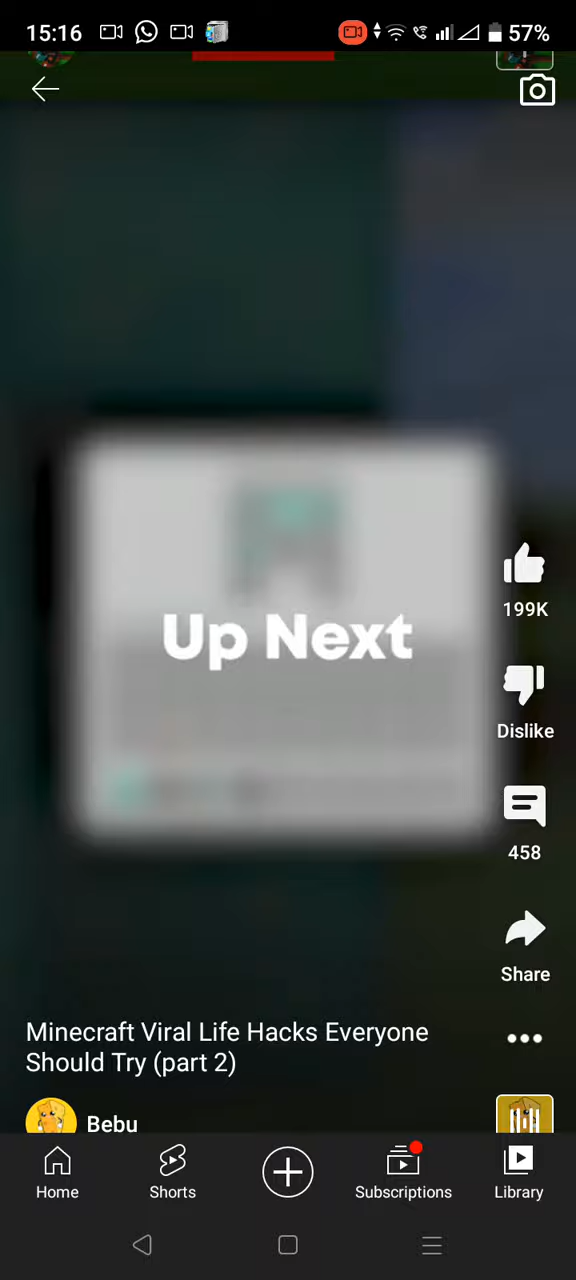 15:16
57%
Up Next
199K
Dislike
458
Share
Minecraft Viral Life Hacks Everyone
Should Try (part 2)
Bebu
Home
Shorts
Subscriptions
Library